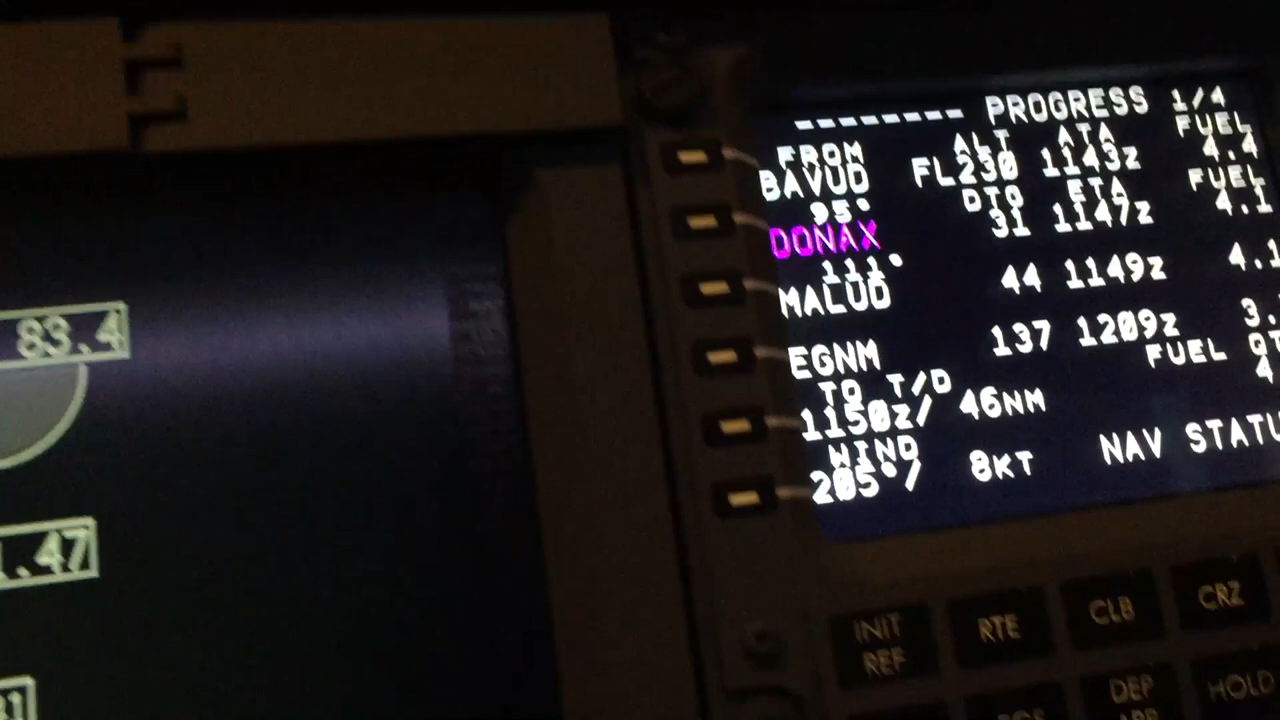 -------- PROGRESS 1/4
FROM ALT ATA FUEL
BAVUD FL230 1143z 4.4
95° DTG ETA FUEL
DONAX 31 1147z 4.1
111°
MALUD 44 1149z 4.1
EGNM 137 1209z 3.
TO T/D FUEL QT
1150z/ 46NM 4
WIND
205°/ 8KT NAV STATU
83.4
.47
INIT REF
RTE
CLB
CRZ
DEP
HOLD